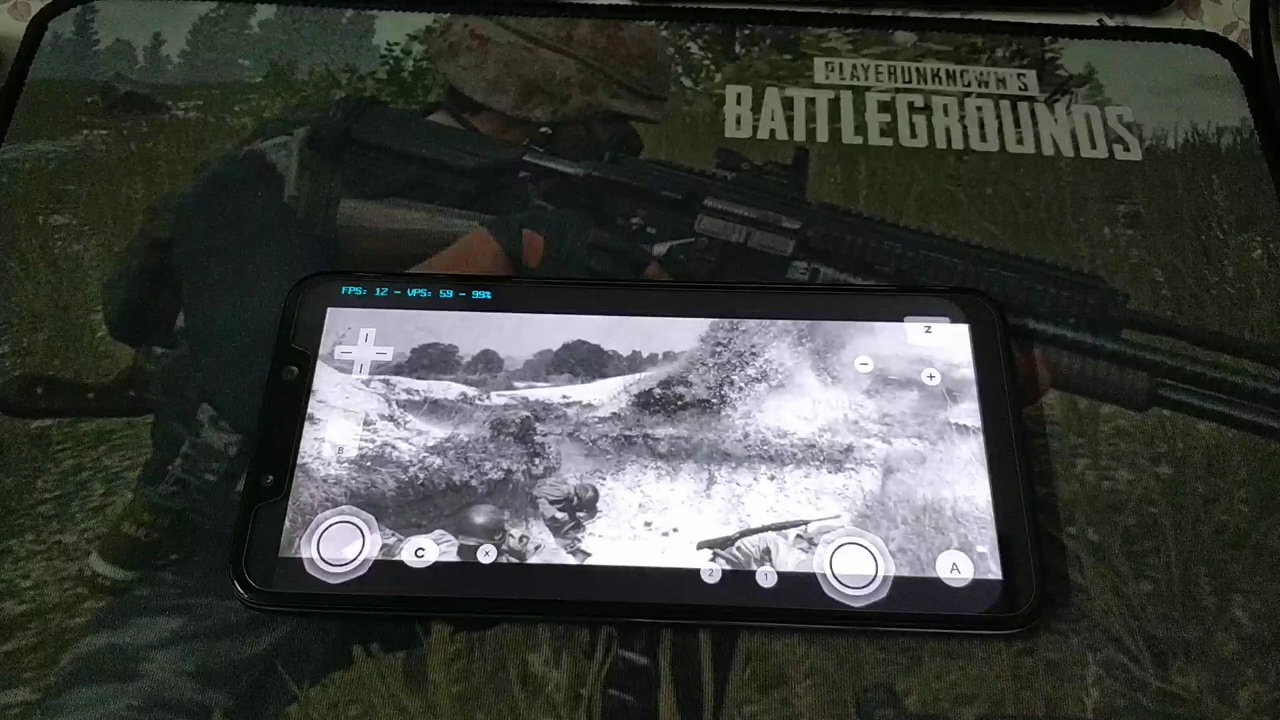 PLAYERUNKNOWN'S
BATTLEGROUNDS
FPS: 12 - VPS: 59 - 99%
Z
B
C
X
2
1
A